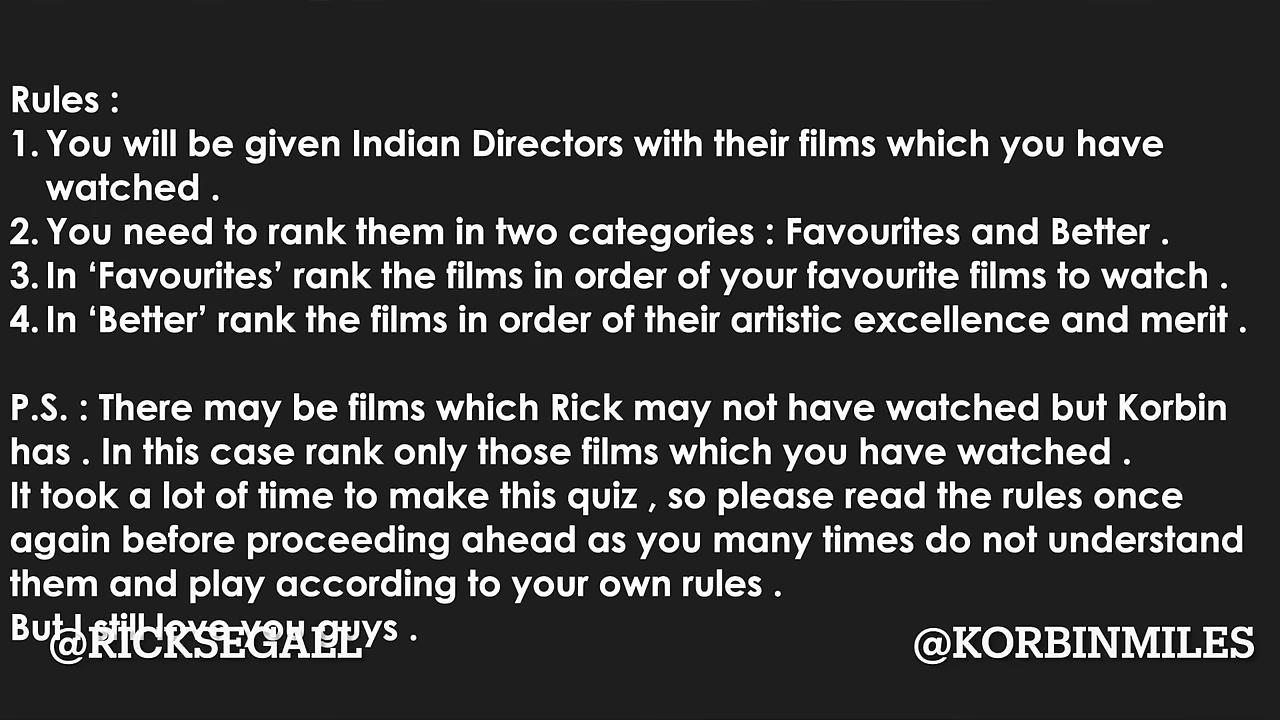 Rules :
1. You will be given Indian Directors with their films which you have
watched .
2. You need to rank them in two categories : Favourites and Better .
3. In ‘Favourites’ rank the films in order of your favourite films to watch .
4. In ‘Better’ rank the films in order of their artistic excellence and merit .
P.S. : There may be films which Rick may not have watched but Korbin
has . In this case rank only those films which you have watched .
It took a lot of time to make this quiz , so please read the rules once
again before proceeding ahead as you many times do not understand
them and play according to your own rules .
But I still love you guys .
@RICKSEGALL
@KORBINMILES